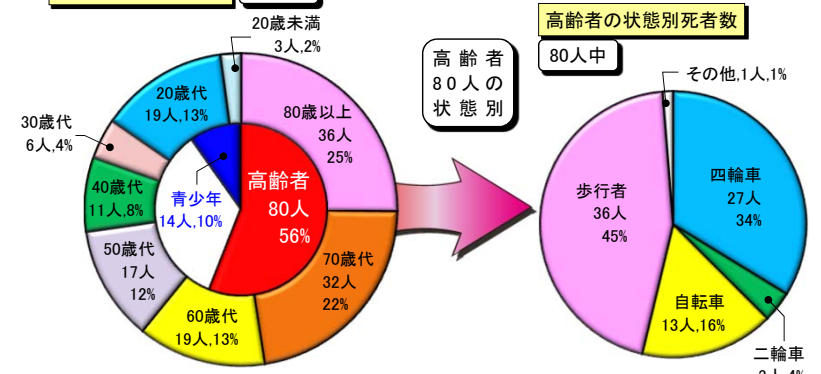 20歳未満
3人,2%
80歳以上
36人
25%
70歳代
32人
22%
60歳代
19人,13%
50歳代
17人
12%
40歳代
11人,8%
30歳代
6人,4%
20歳代
19人,13%
高齢者
80人
56%
青少年
14人,10%
高齢者
80人の
状態別
高齢者の状態別死者数
80人中
その他,1人,1%
四輪車
27人
34%
二輪車
自転車
13人,16%
歩行者
36人
45%